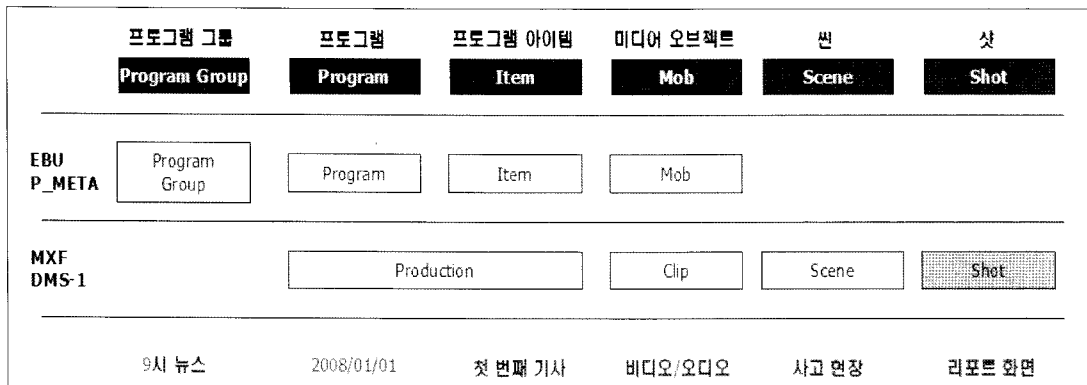 프로그램 그룹 프로그램 프로그램 아이템 미디어 오브젝트 씬 샷
Program Group Program Item Mob Scene Shot
EBU P_META
Program Group
Program Item Mob
MXF DMS-1
Production Clip Scene Shot
9시 뉴스 2008/01/01 첫 번째 기사 비디오/오디오 사고 현장 리포트 화면